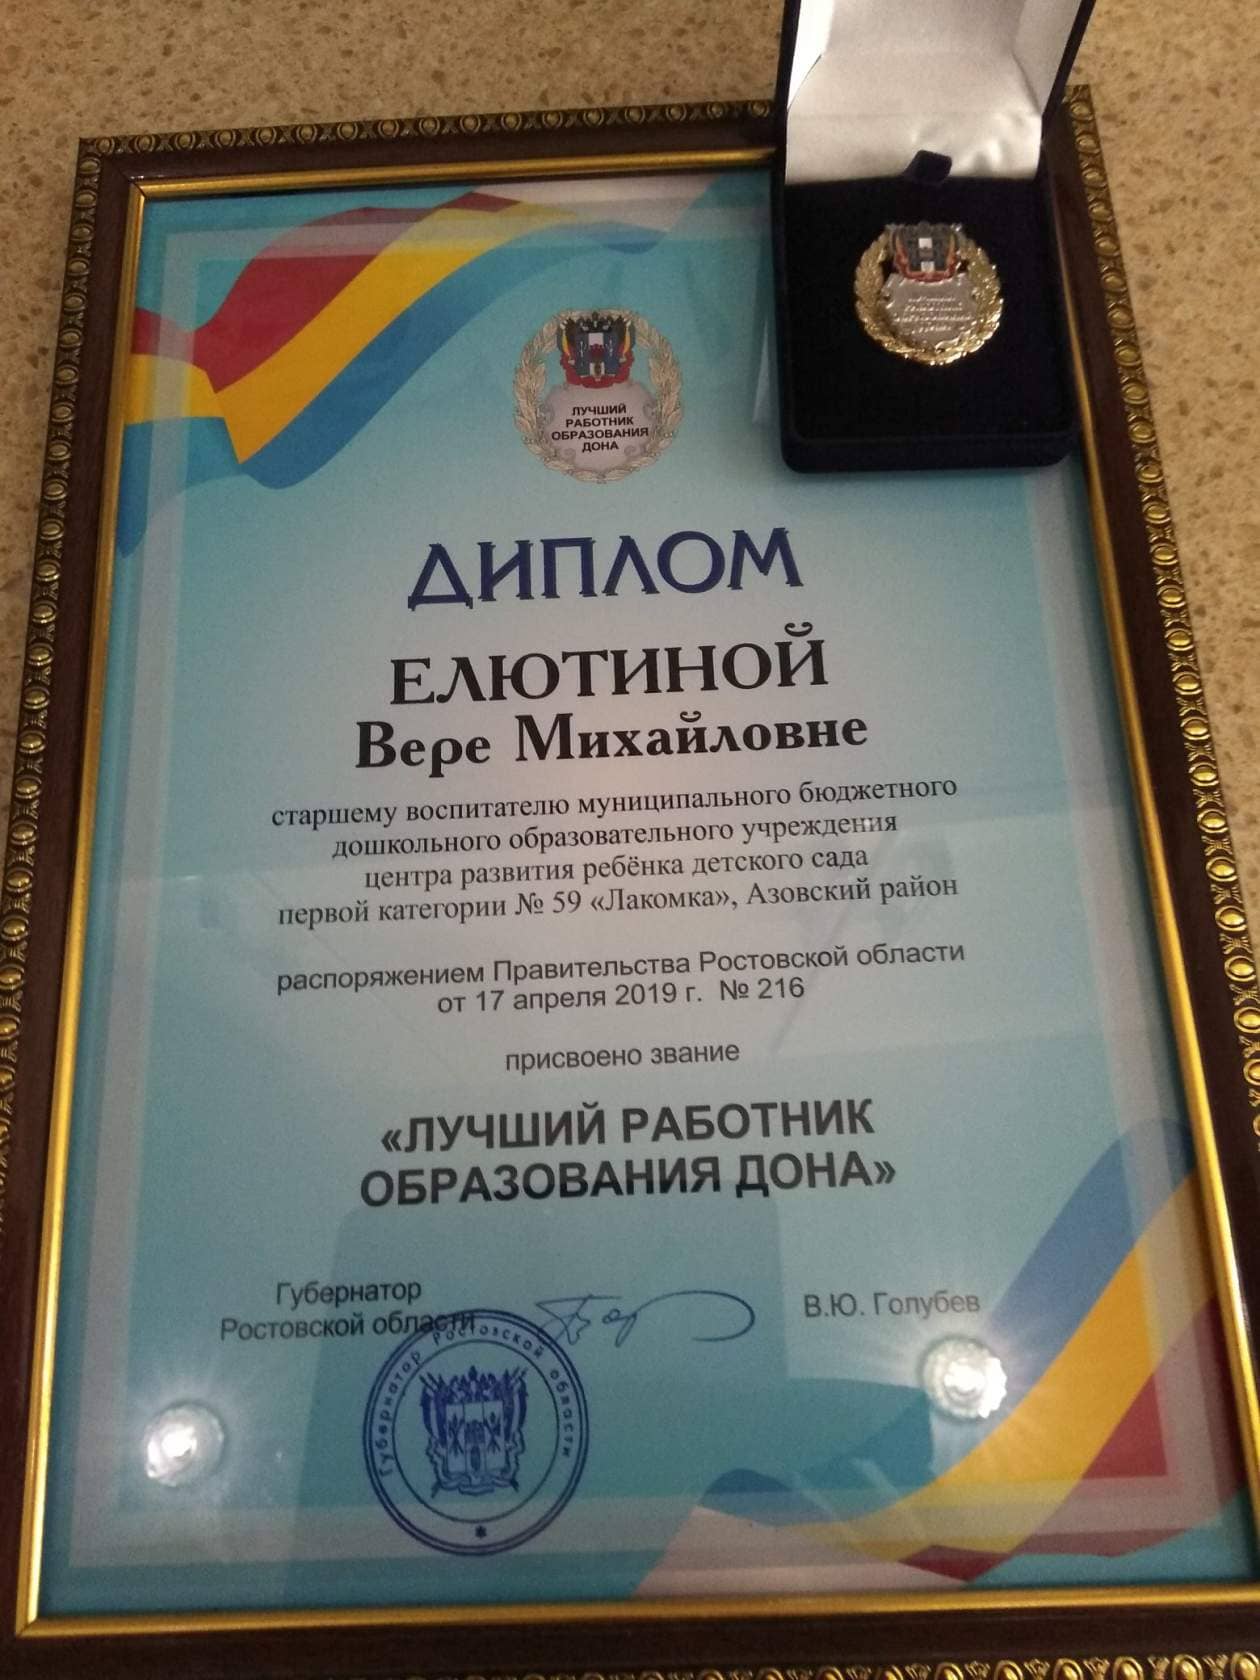 ЛУЧШИЙ
РАБОТНИК
ОБРАЗОВАНИЯ
ДОНА
ДИПЛОМ
ЕЛЮТИНОЙ
Вере Михайловне
старшему воспитателю муниципального бюджетного
дошкольного образовательного учреждения
центра развития ребёнка детского сада
первой категории № 59 «Лакомка», Азовский район
распоряжением Правительства Ростовской области
от 17 апреля 2019 г. № 216
присвоено звание
«ЛУЧШИЙ РАБОТНИК
ОБРАЗОВАНИЯ ДОНА»
Губернатор
Ростовской области
В.Ю. Голубев
Губернатор Ростовской области